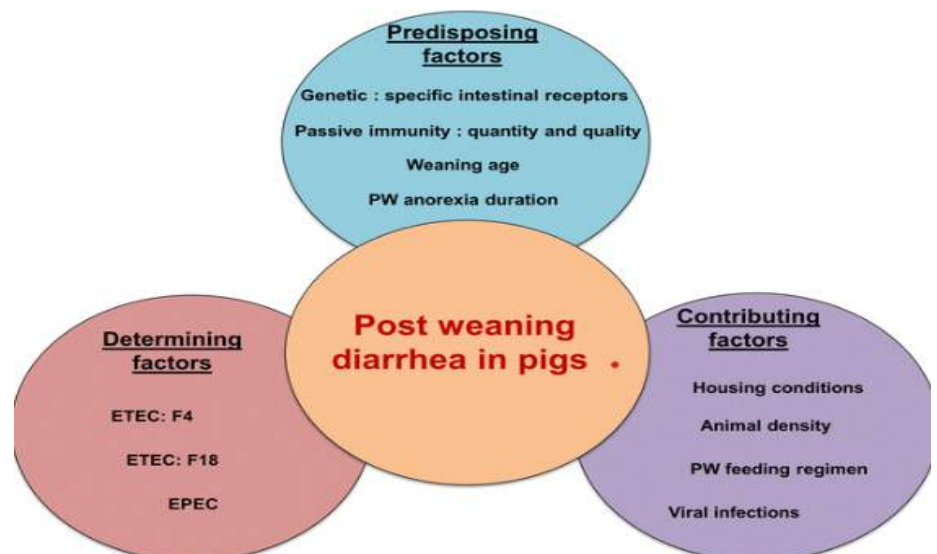 Predisposing
factors
Genetic : specific intestinal receptors
Passive immunity : quantity and quality
Weaning age
PW anorexia duration
Post weaning
diarrhea in pigs .
Determining
factors
ETEC: F4
ETEC: F18
EPEC
Contributing
factors
Housing conditions
Animal density
PW feeding regimen
Viral infections